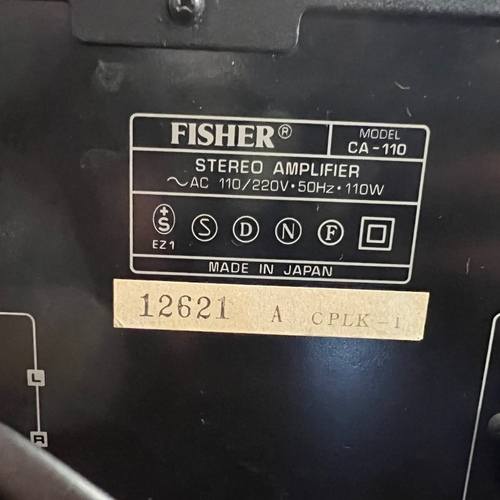 FISHER®
MODEL
CA-110
STEREO AMPLIFIER
~AC 110/220V·50Hz·110W
+S
EZ1
S D N F
MADE IN JAPAN
12621 A CPLK-1
L
R